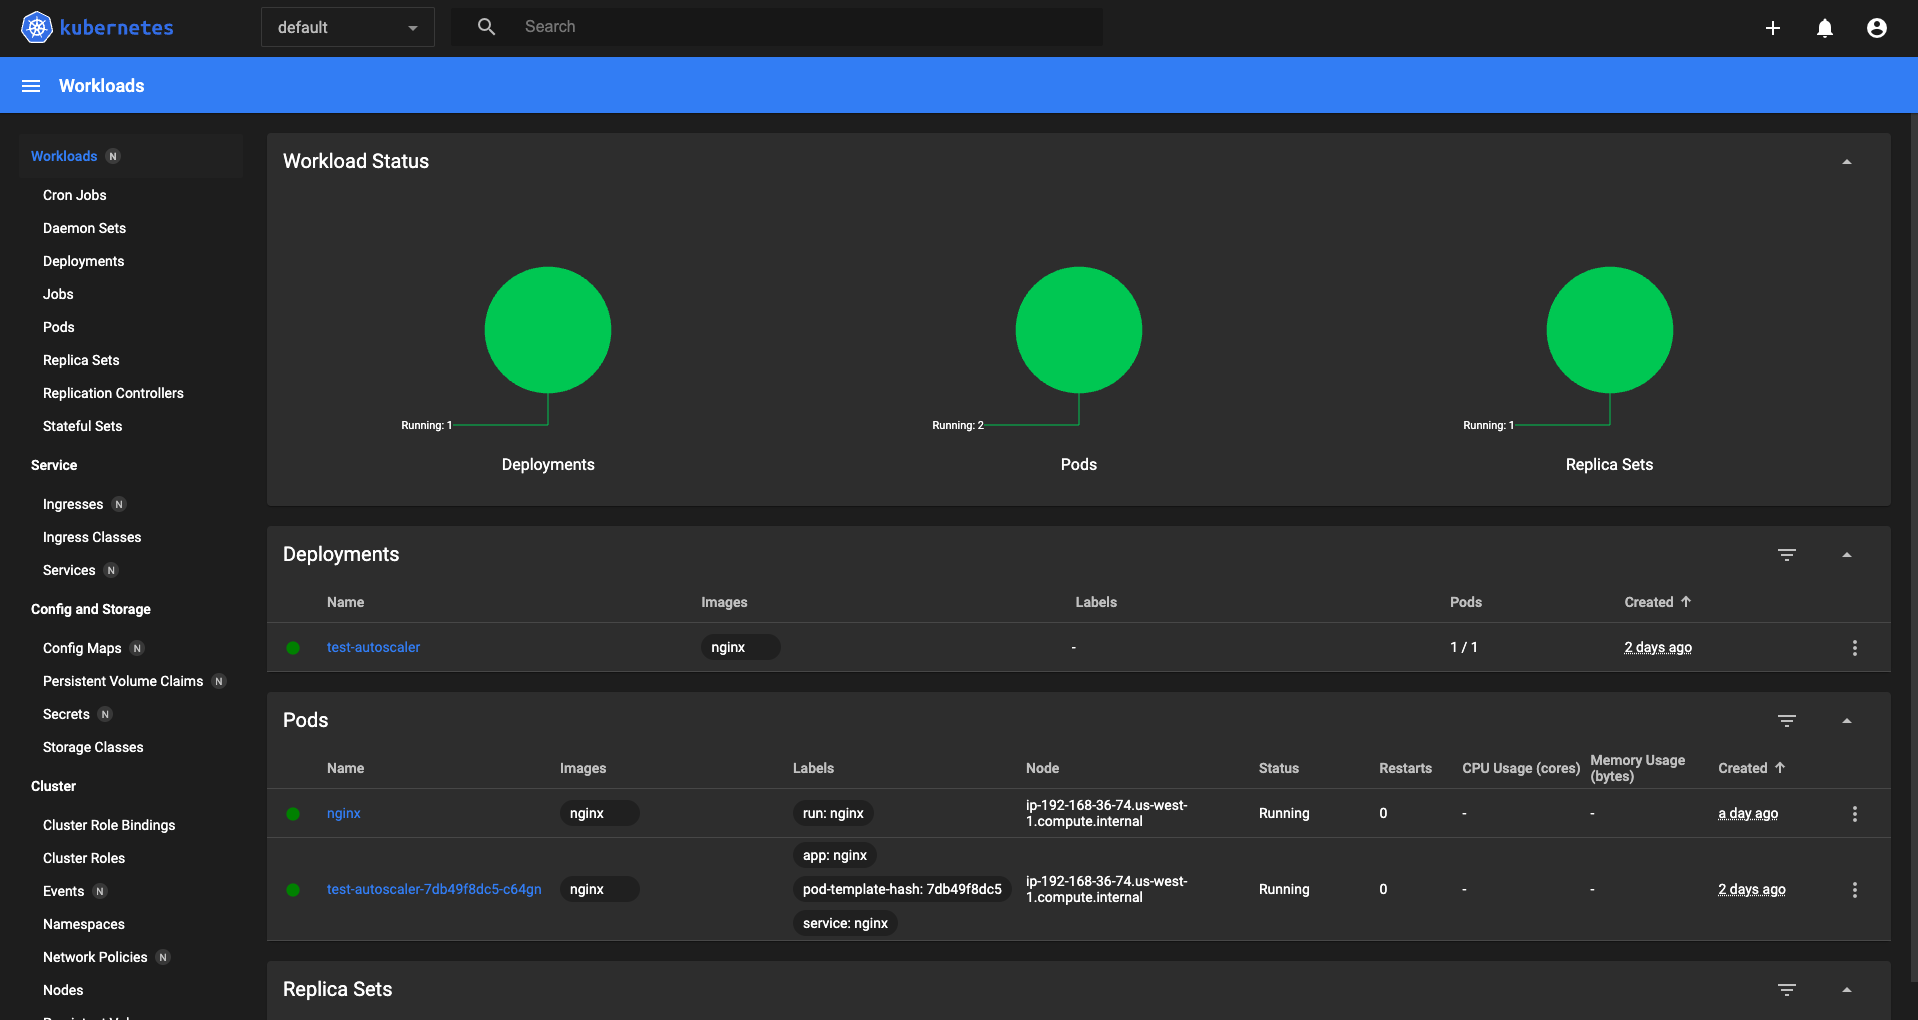 kubernetes
default
Search
Workloads
Workloads N
Cron Jobs
Daemon Sets
Deployments
Jobs
Pods
Replica Sets
Replication Controllers
Stateful Sets
Service
Ingresses N
Ingress Classes
Services N
Config and Storage
Config Maps N
Persistent Volume Claims N
Secrets N
Storage Classes
Cluster
Cluster Role Bindings
Cluster Roles
Events N
Namespaces
Network Policies N
Nodes
Workload Status
Running: 1
Deployments
Running: 2
Pods
Running: 1
Replica Sets
Deployments
Name Images Labels Pods Created
test-autoscaler nginx - 1 / 1 2 days ago
Pods
Name Images Labels Node Status Restarts CPU Usage (cores) Memory Usage
(bytes) Created
nginx nginx run: nginx ip-192-168-36-74.us-west-
1.compute.internal Running 0 - - a day ago
test-autoscaler-7db49f8dc5-c64gn nginx app: nginx
pod-template-hash: 7db49f8dc5
service: nginx
ip-192-168-36-74.us-west-
1.compute.internal Running 0 - - 2 days ago
Replica Sets